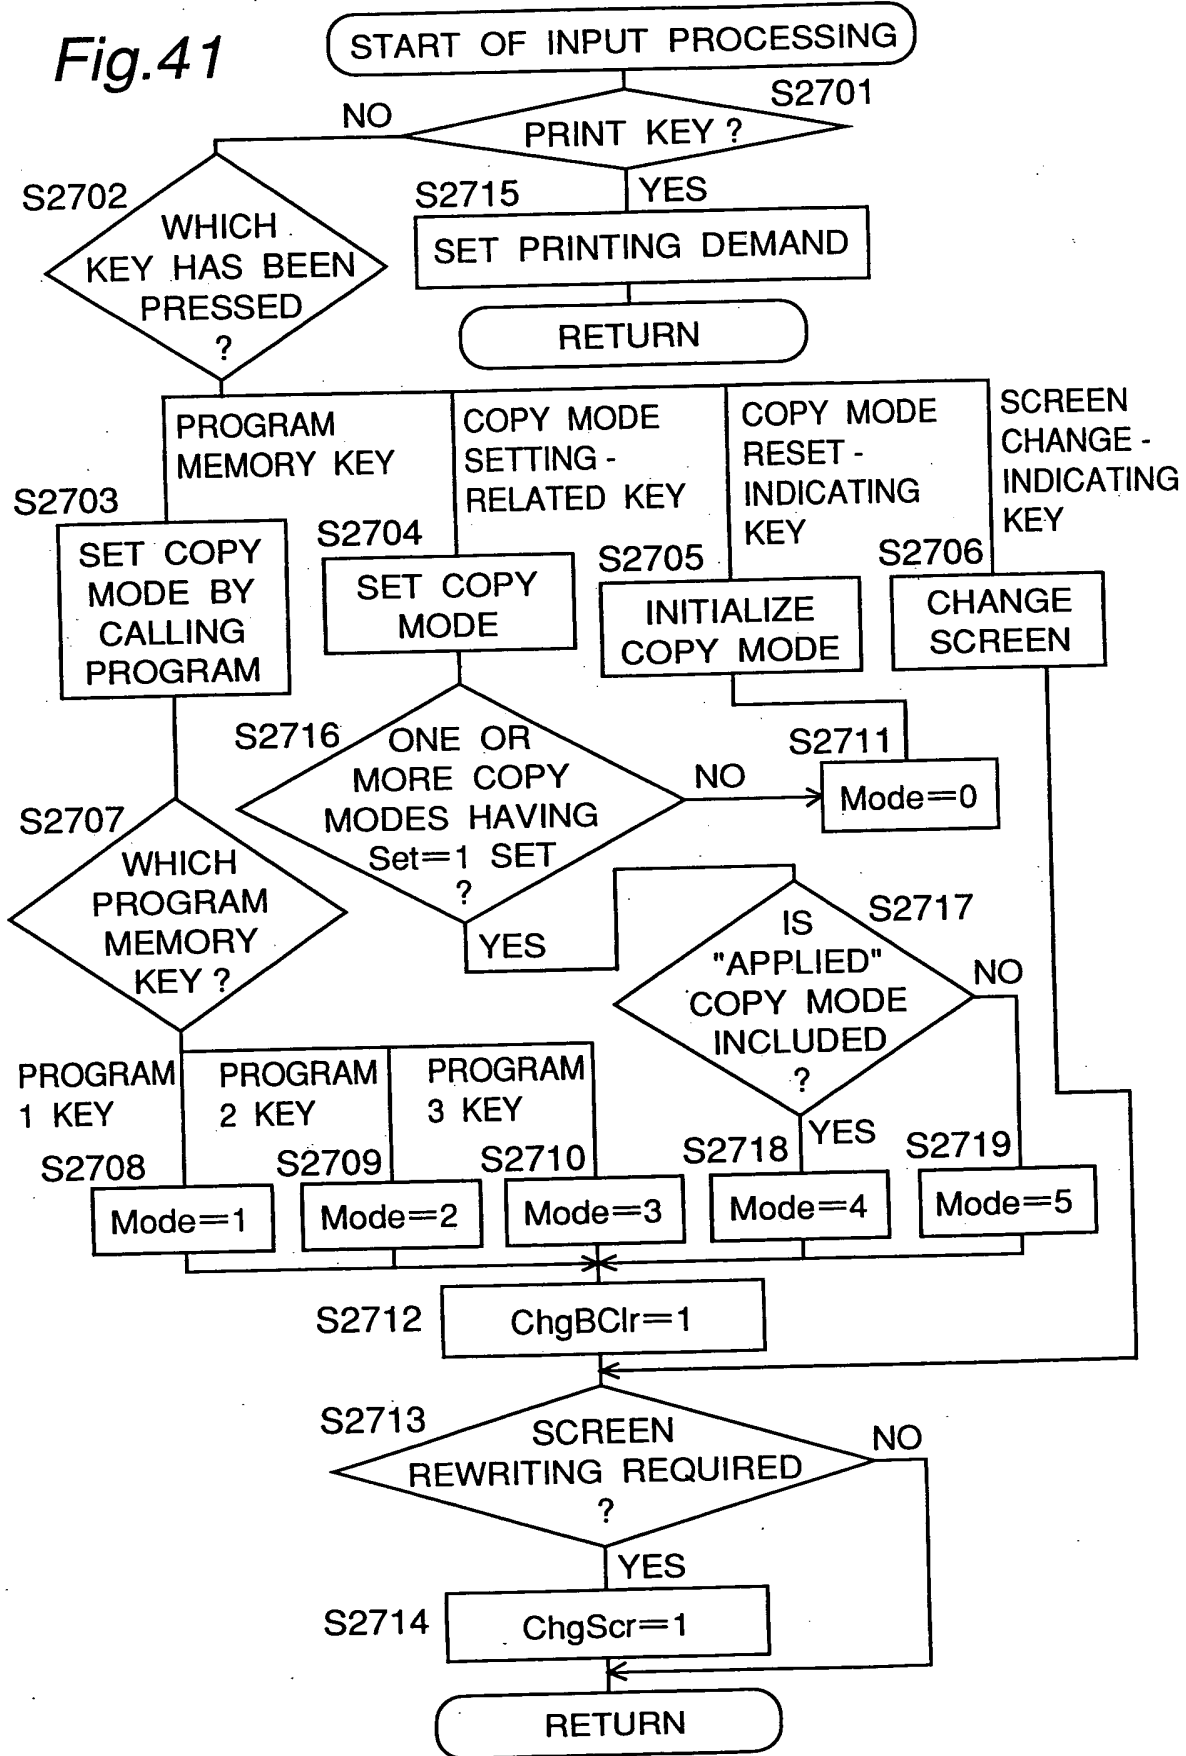 Fig.41
START OF INPUT PROCESSING
S2701
PRINT KEY ?
NO
YES
S2715
SET PRINTING DEMAND
RETURN
S2702
WHICH
KEY HAS BEEN
PRESSED
?
PROGRAM
MEMORY KEY
COPY MODE
SETTING -
RELATED KEY
COPY MODE
RESET -
INDICATING
KEY
SCREEN
CHANGE -
INDICATING
KEY
S2703
SET COPY
MODE BY
CALLING
PROGRAM
S2704
SET COPY
MODE
S2705
INITIALIZE
COPY MODE
S2706
CHANGE
SCREEN
S2716
ONE OR
MORE COPY
MODES HAVING
Set=1 SET
?
NO
YES
S2711
Mode=0
S2707
WHICH
PROGRAM
MEMORY
KEY ?
S2717
IS
"APPLIED"
COPY MODE
INCLUDED
?
NO
YES
PROGRAM
1 KEY
PROGRAM
2 KEY
PROGRAM
3 KEY
S2708
Mode=1
S2709
Mode=2
S2710
Mode=3
S2718
Mode=4
S2719
Mode=5
S2712
ChgBClr=1
S2713
SCREEN
REWRITING REQUIRED
?
NO
YES
S2714
ChgScr=1
RETURN